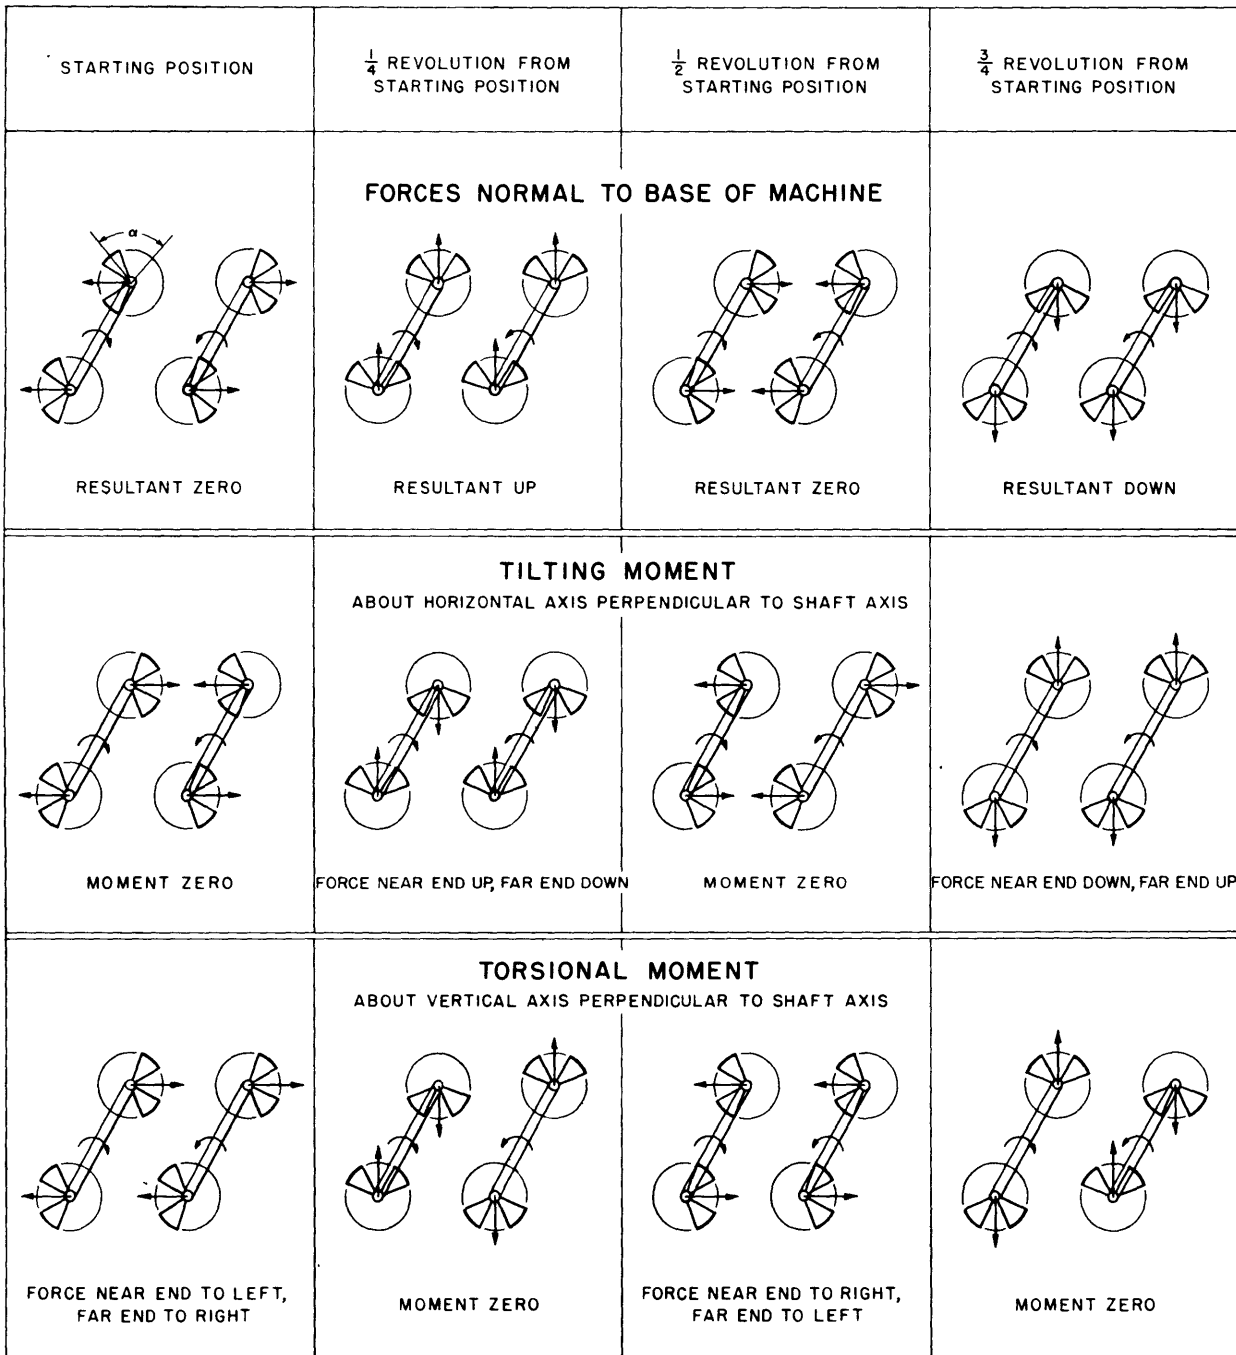 STARTING POSITION
1/4 REVOLUTION FROM
STARTING POSITION
1/2 REVOLUTION FROM
STARTING POSITION
3/4 REVOLUTION FROM
STARTING POSITION
FORCES NORMAL TO BASE OF MACHINE
α
RESULTANT ZERO
RESULTANT UP
RESULTANT ZERO
RESULTANT DOWN
TILTING MOMENT
ABOUT HORIZONTAL AXIS PERPENDICULAR TO SHAFT AXIS
MOMENT ZERO
FORCE NEAR END UP, FAR END DOWN
MOMENT ZERO
FORCE NEAR END DOWN, FAR END UP
TORSIONAL MOMENT
ABOUT VERTICAL AXIS PERPENDICULAR TO SHAFT AXIS
FORCE NEAR END TO LEFT,
FAR END TO RIGHT
MOMENT ZERO
FORCE NEAR END TO RIGHT,
FAR END TO LEFT
MOMENT ZERO